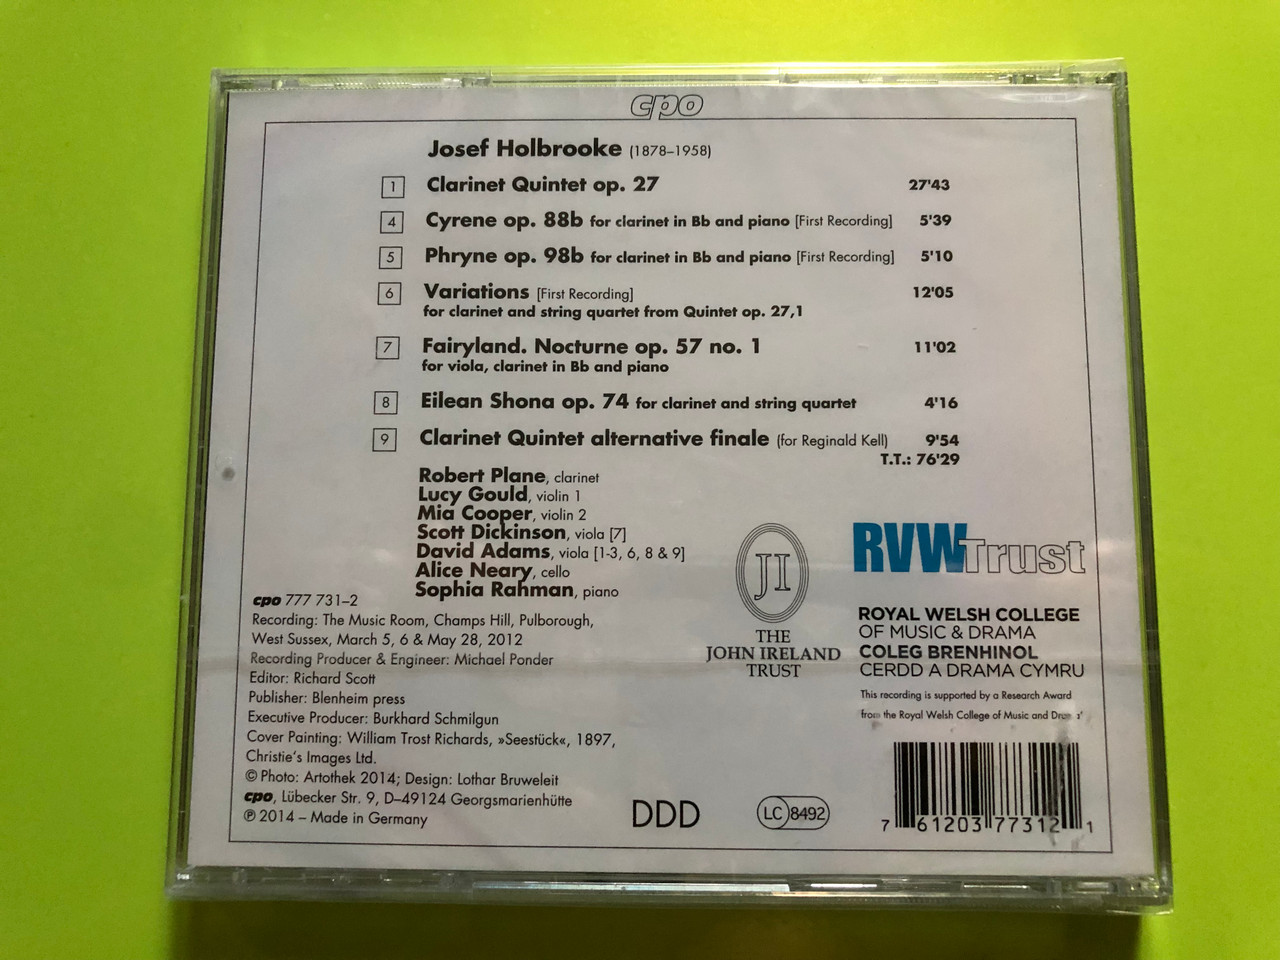 cpo
Josef Holbrooke (1878–1958)
1 Clarinet Quintet op. 27 27'43
4 Cyrene op. 88b for clarinet in Bb and piano [First Recording] 5'39
5 Phryne op. 98b for clarinet in Bb and piano [First Recording] 5'10
6 Variations [First Recording] 12'05
for clarinet and string quartet from Quintet op. 27,1
7 Fairyland. Nocturne op. 57 no. 1 11'02
for viola, clarinet in Bb and piano
8 Eilean Shona op. 74 for clarinet and string quartet 4'16
9 Clarinet Quintet alternative finale (for Reginald Kell) 9'54
T.T.: 76'29
Robert Plane, clarinet
Lucy Gould, violin 1
Mia Cooper, violin 2
Scott Dickinson, viola [7]
David Adams, viola [1-3, 6, 8 & 9]
Alice Neary, cello
Sophia Rahman, piano
cpo 777 731–2
Recording: The Music Room, Champs Hill, Pulborough,
West Sussex, March 5, 6 & May 28, 2012
Recording Producer & Engineer: Michael Ponder
Editor: Richard Scott
Publisher: Blenheim press
Executive Producer: Burkhard Schmilgun
Cover Painting: William Trost Richards, »Seestück«, 1897,
Christie's Images Ltd.
© Photo: Artothek 2014; Design: Lothar Bruweleit
cpo, Lübecker Str. 9, D–49124 Georgsmarienhütte
℗ 2014 – Made in Germany
JI
THE
JOHN IRELAND
TRUST
RVW Trust
ROYAL WELSH COLLEGE
OF MUSIC & DRAMA
COLEG BRENHINOL
CERDD A DRAMA CYMRU
This recording is supported by a Research Award
from the Royal Welsh College of Music and
DDD
LC 8492
7 61203 77312 1